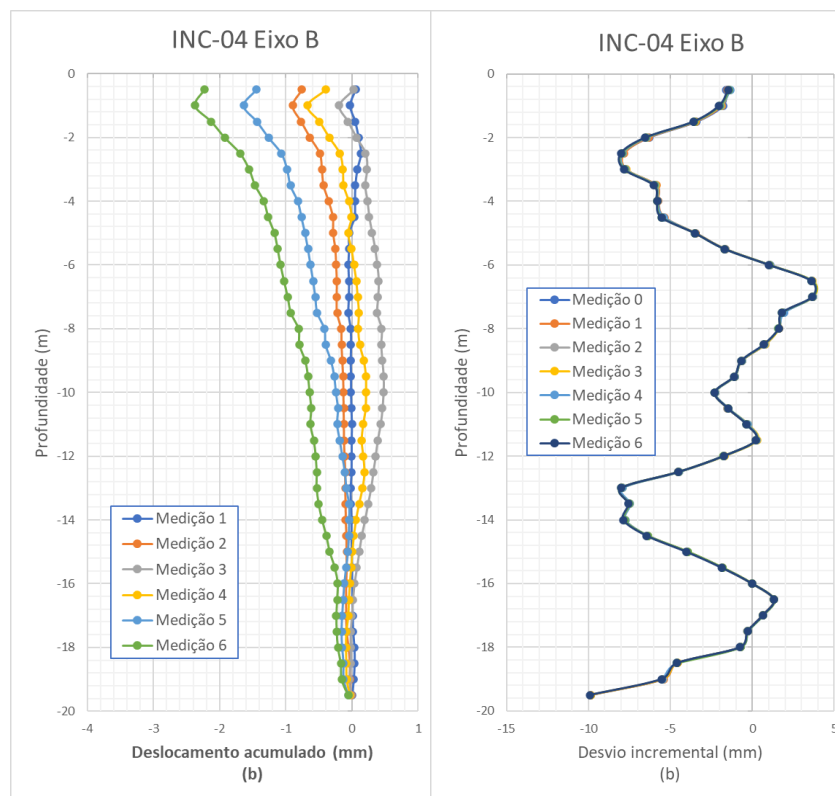 INC-04 Eixo B
0
-2
-4
-6
-8
-10
-12
-14
-16
-18
-20
Profundidade (m)
Medição 1
Medição 2
Medição 3
Medição 4
Medição 5
Medição 6
-4 -3 -2 -1 0 1
Deslocamento acumulado (mm)
(b)
INC-04 Eixo B
0
-2
-4
-6
-8
-10
-12
-14
-16
-18
-20
Profundidade (m)
Medição 0
Medição 1
Medição 2
Medição 3
Medição 4
Medição 5
Medição 6
-15 -10 -5 0 5
Desvio incremental (mm)
(b)